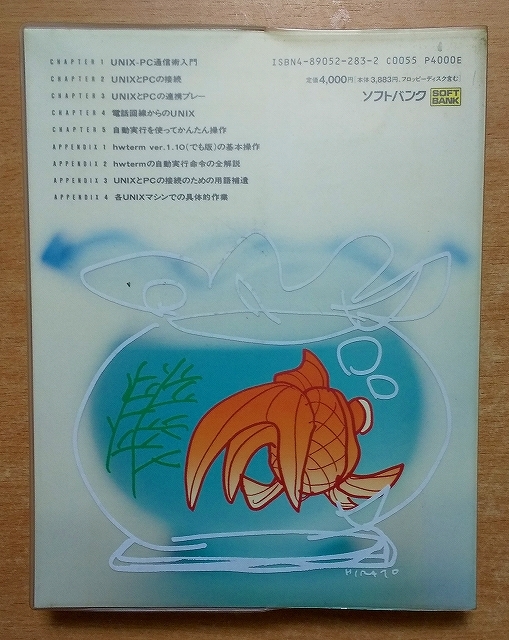 CHAPTER 1 UNIX-PC通信術入門
CHAPTER 2 UNIXとPCの接続
CHAPTER 3 UNIXとPCの連携プレー
CHAPTER 4 電話回線からのUNIX
CHAPTER 5 自動実行を使ってかんたん操作
APPENDIX 1 hwterm ver.1.10(でも版)の基本操作
APPENDIX 2 hwtermの自動実行命令の全解説
APPENDIX 3 UNIXとPCの接続のための用語補遺
APPENDIX 4 各UNIXマシンでの具体的作業
ISBN4-89052-283-2 C0055 P4000E
定価4,000円(本体3,883円、フロッピーディスク含む)
ソフトバンク SOFT BANK